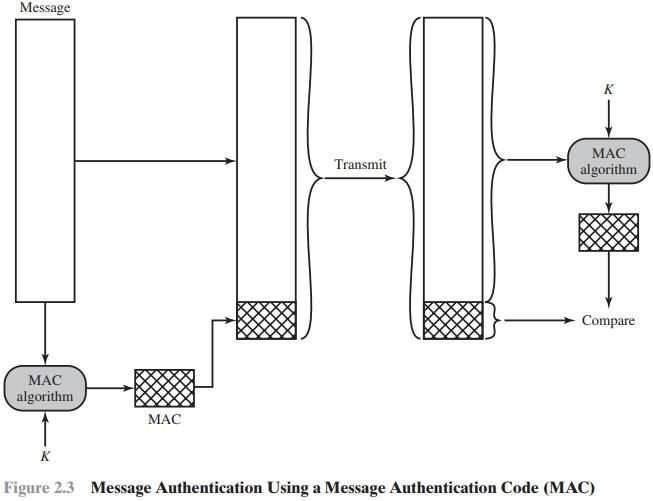 Message
K
MAC
algorithm
Transmit
Compare
MAC
algorithm
MAC
K
Figure 2.3 Message Authentication Using a Message Authentication Code (MAC)